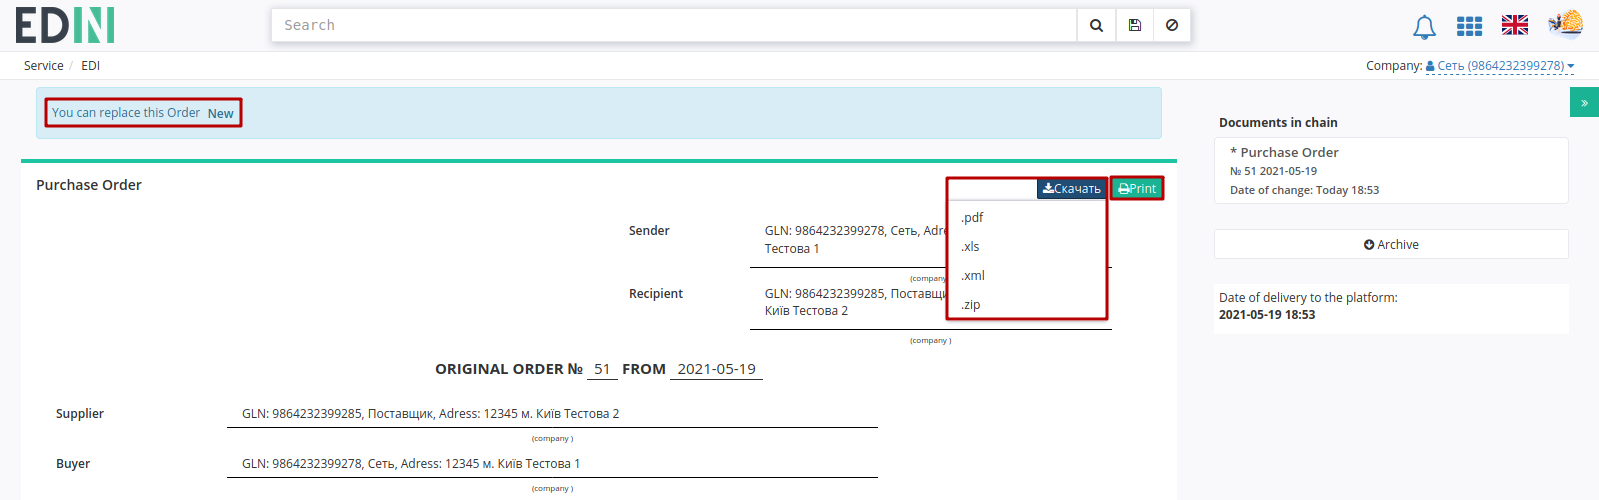 EDIN
Search
Service / EDI
Company: Сеть (9864232399278)
You can replace this Order New
»
Documents in chain
* Purchase Order
№ 51 2021-05-19
Date of change: Today 18:53
Archive
Date of delivery to the platform:
2021-05-19 18:53
Purchase Order
Скачать
Print
.pdf
.xls
.xml
.zip
Sender
GLN: 9864232399278, Сеть, Adre
Тестова 1
(company
Recipient
GLN: 9864232399285, Поставщи
Київ Тестова 2
(company )
ORIGINAL ORDER № 51 FROM 2021-05-19
Supplier
GLN: 9864232399285, Поставщик, Adress: 12345 м. Київ Тестова 2
(company )
Buyer
GLN: 9864232399278, Сеть, Adress: 12345 м. Київ Тестова 1
(company )